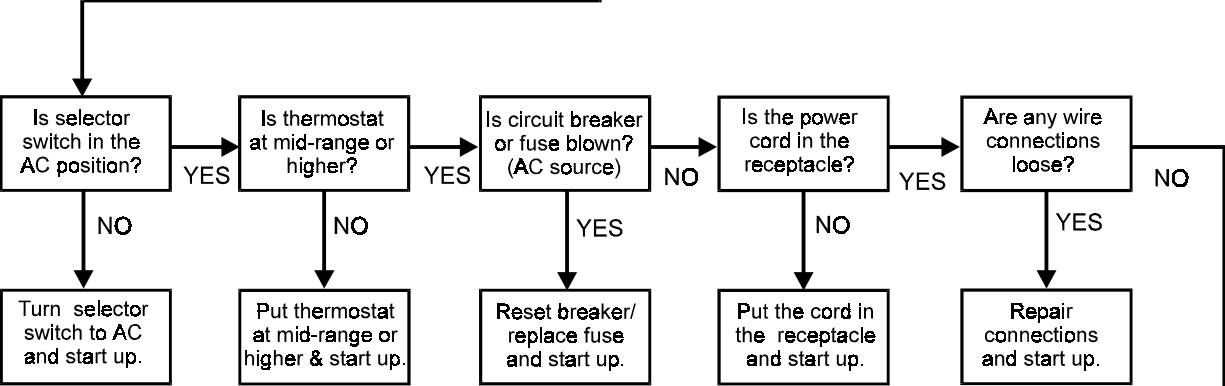 Is selector
switch in the
AC position?
YES
Is thermostat
at mid-range or
higher?
YES
Is circuit breaker
or fuse blown?
(AC source)
NO
Is the power
cord in the
receptacle?
YES
Are any wire
connections
loose?
NO
NO
NO
YES
NO
YES
Turn selector
switch to AC
and start up.
Put thermostat
at mid-range or
higher & start up.
Reset breaker/
replace fuse
and start up.
Put the cord in
the receptacle
and start up.
Repair
connections
and start up.